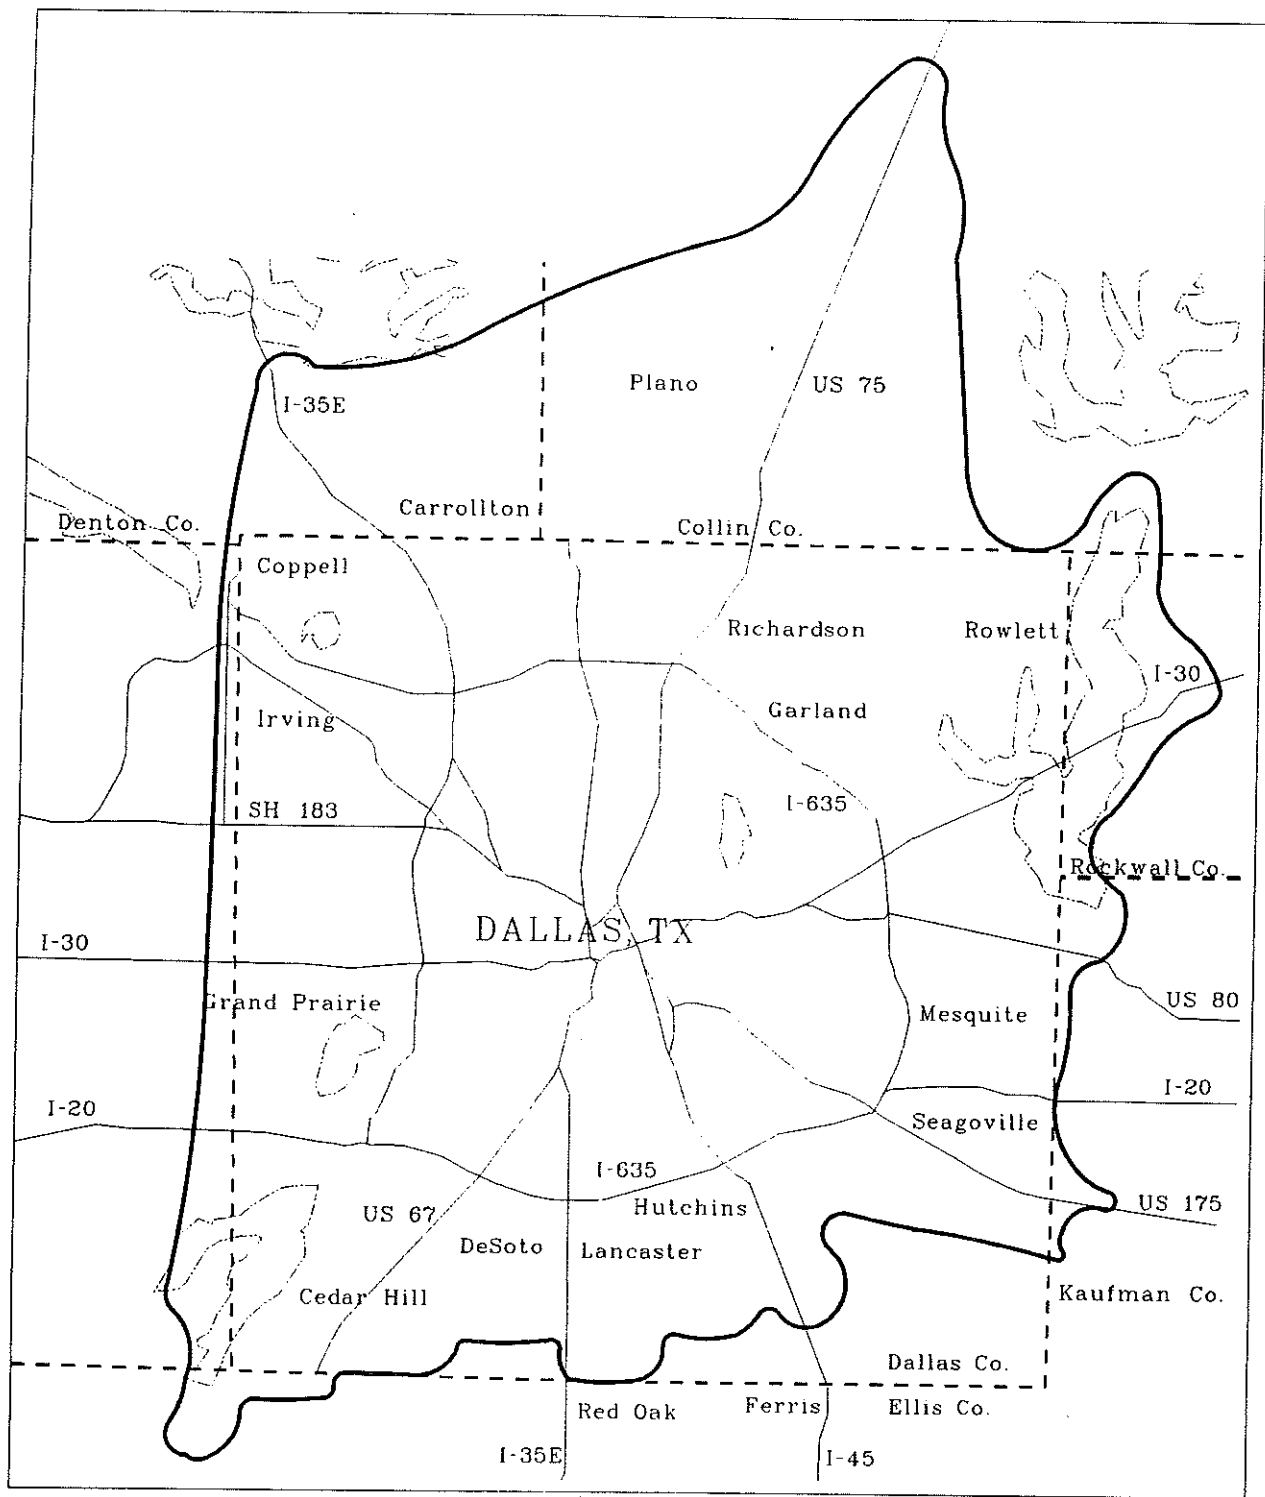 Plano
US 75
I-35E
Carrollton
Denton Co.
Collin Co.
Coppell
Richardson
Rowlett
I-30
Irving
Garland
SH 183
I-635
Rockwall Co.
DALLAS, TX
I-30
Grand Prairie
US 80
Mesquite
I-20
I-20
Seagoville
I-635
US 67
Hutchins
US 175
DeSoto
Lancaster
Cedar Hill
Kaufman Co.
Dallas Co.
Red Oak
Ferris
Ellis Co.
I-35E
I-45